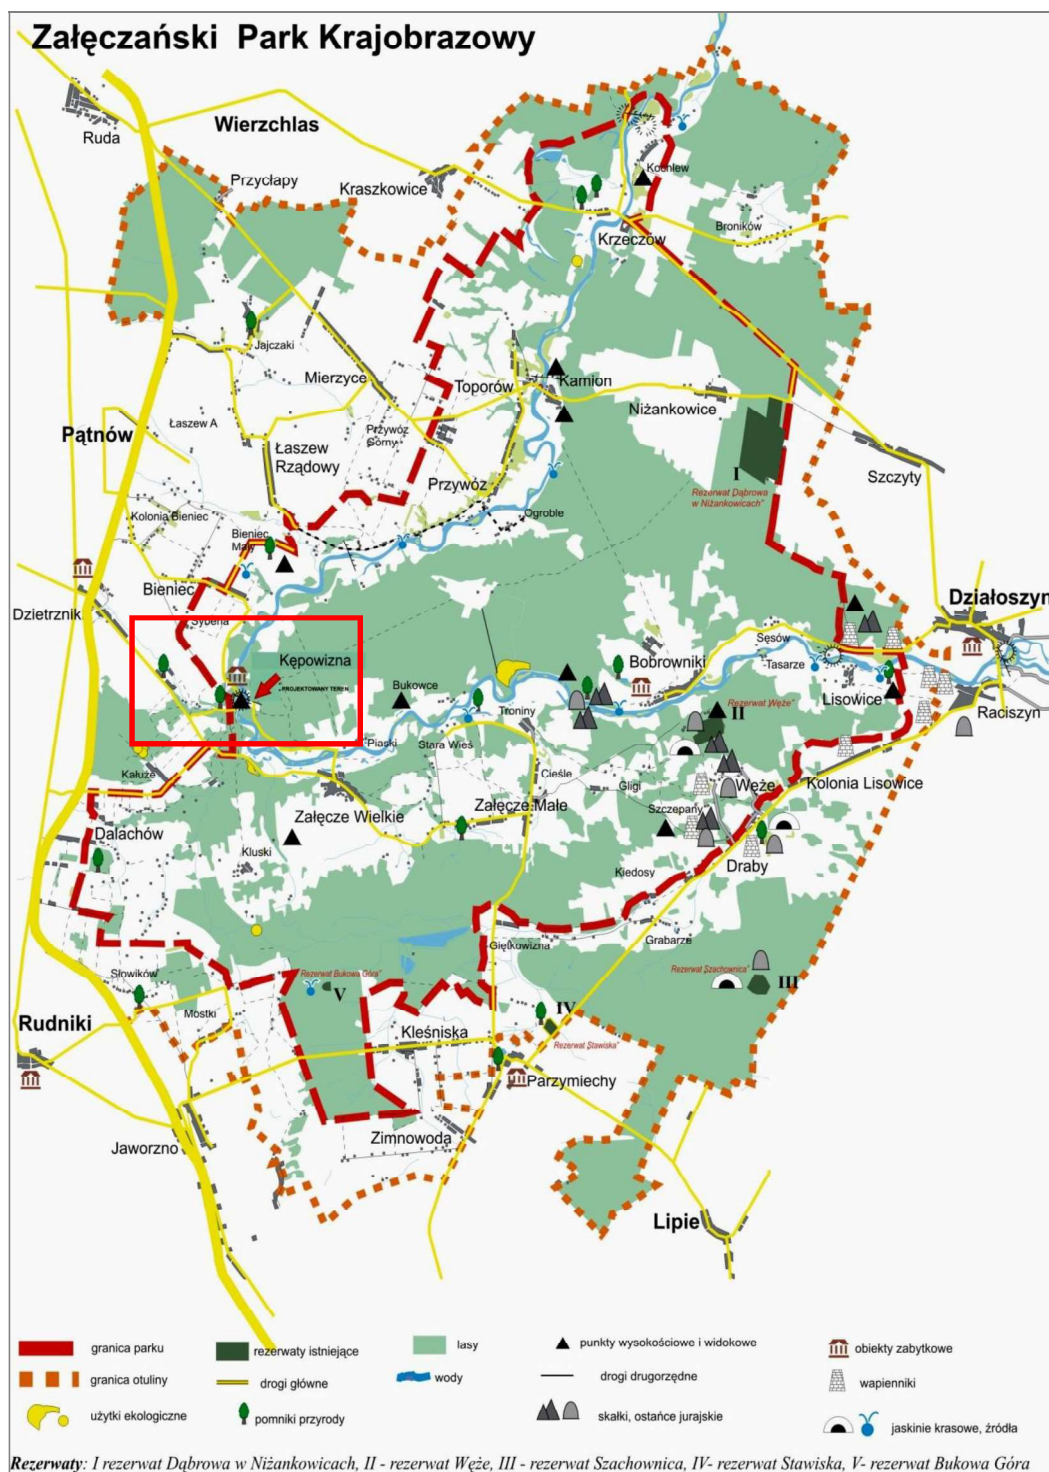 Załęczański Park Krajobrazowy
Ruda
Wierzchlas
Przycłapy
Kraszkowice
Kochlew
Krzeczów
Broników
Jajczaki
Mierzyce
Toporów
Kamion
Niżankowice
Pątnów
Łaszew A
Łaszew
Rządowy
Przywóz
Górny
Przywóz
Szczyty
I
Rezerwat Dąbrowa
w Niżankowicach"
Kolonia Bieniec
Bieniec
Mały
Ogroble
Bieniec
Dzietrznik
Syberia
Działoszyn
Sęsów
Tasarze
Lisowice
Raciszyn
Kępowizna
PROJEKTOWANY TEREN
Bukowce
Bobrowniki
Rezerwat Węże"
II
Troniny
Piaski
Stara Wieś
Kałuże
Cieśle
Gligi
Węże
Kolonia Lisowice
Załęcze Wielkie
Załęcze Małe
Szczepany
Dalachów
Kluski
Draby
Kiedosy
Giętkowizna
Grabarze
Słowików
Rezerwat Bukowa Góra"
V
Rezerwat Szachownica"
III
Mostki
Rudniki
Kleśniska
IV
Rezerwat Stawiska"
Parzymiechy
Jaworzno
Zimnowoda
Lipie
granica parku
rezerwaty istniejące
lasy
punkty wysokościowe i widokowe
obiekty zabytkowe
granica otuliny
drogi główne
wody
drogi drugorzędne
wapienniki
użytki ekologiczne
pomniki przyrody
skałki, ostańce jurajskie
jaskinie krasowe, źródła
Rezerwaty: I rezerwat Dąbrowa w Niżankowicach, II - rezerwat Węże, III - rezerwat Szachownica, IV- rezerwat Stawiska, V- rezerwat Bukowa Góra